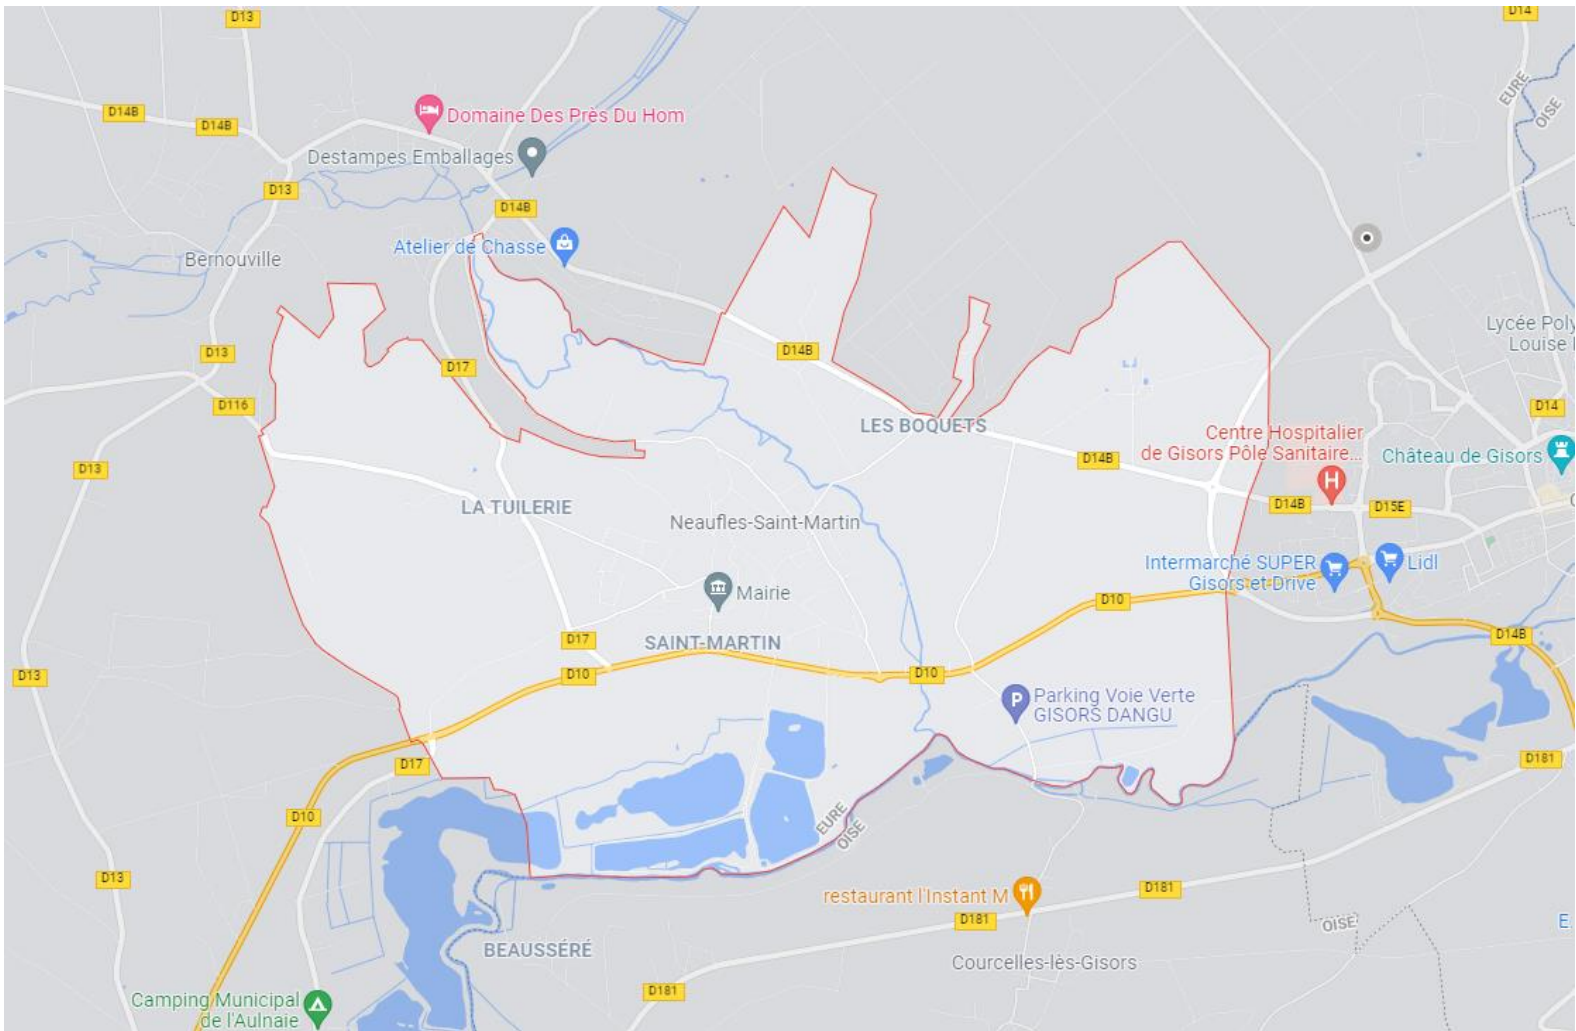 D13
D14
D14B
D14B
Domaine Des Près Du Hom
EURE
OISE
Destampes Emballages
D13
D14B
Atelier de Chasse
Bernouville
Lycée Poly
Louise
D13
D14B
D17
D116
D14
LES BOQUETS
Centre Hospitalier
de Gisors Pôle Sanitaire...
Château de Gisors
D13
D14B
LA TUILERIE
D14B
D15E
Neaufles-Saint-Martin
Intermarché SUPER
Gisors et Drive
Lidl
Mairie
D10
D17
SAINT-MARTIN
D14B
D13
D10
D10
Parking Voie Verte
GISORS DANGU
D17
D181
D10
EURE
OISE
D13
restaurant l'Instant M
D181
D181
OISE
E.
BEAUSSÉRÉ
Courcelles-lès-Gisors
D181
Camping Municipal
de l'Aulnaie